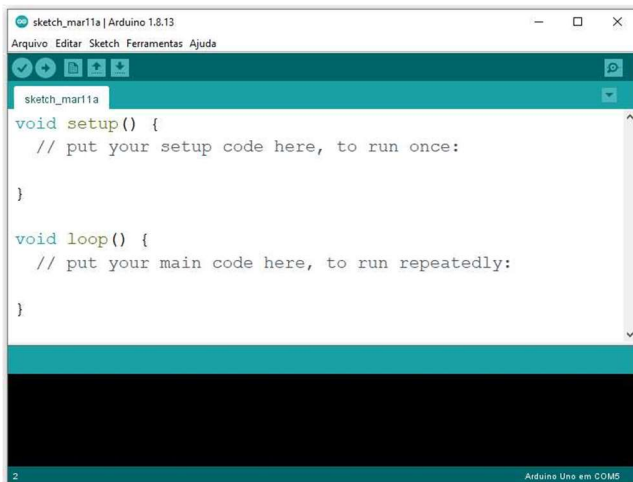 sketch_mar11a | Arduino 1.8.13
Arquivo Editar Sketch Ferramentas Ajuda
sketch_mar11a
void setup() {
// put your setup code here, to run once:
}
void loop() {
// put your main code here, to run repeatedly:
}
2 Arduino Uno em COM5